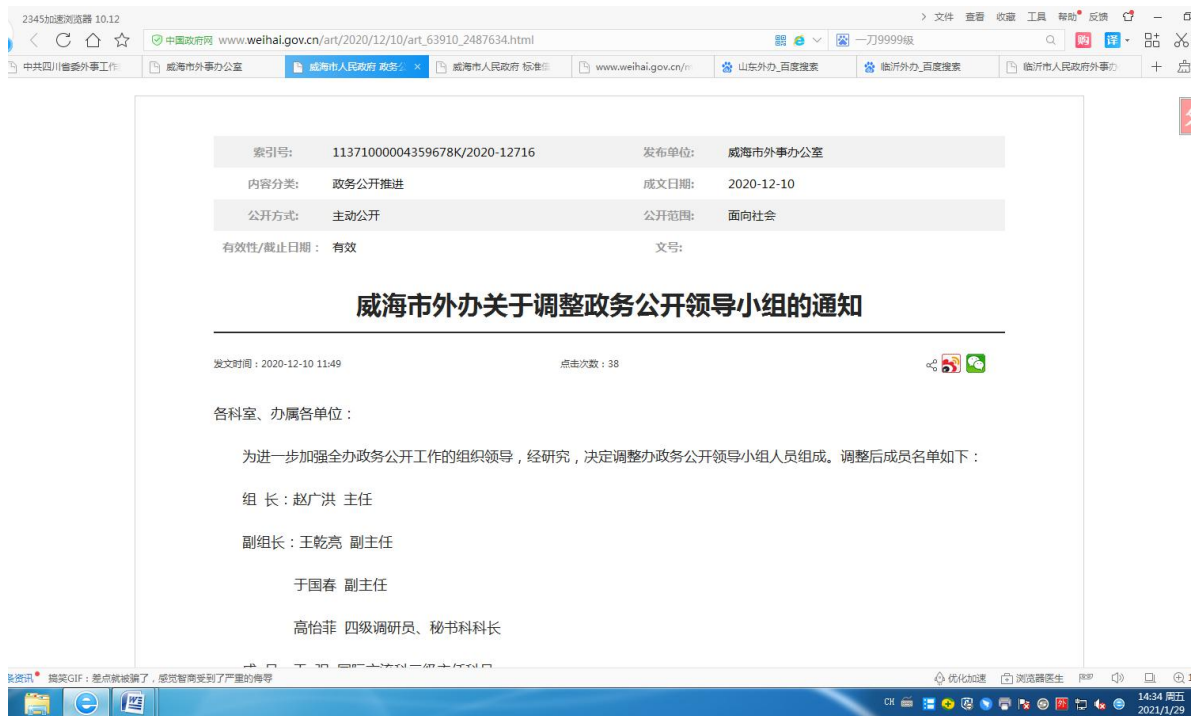 2345加速浏览器 10.12
文件 查看 收藏 工具 帮助 反馈
中国政府网 www.weihai.gov.cn/art/2020/12/10/art_63910_2487634.html
一刀9999级
购 译
中共四川省委外事工作 威海市外事办公室 威海市人民政府 政务公 威海市人民政府 标准信 www.weihai.gov.cn/ 山东外办_百度搜索 临沂外办_百度搜索 临沂市人民政府外事办
索引号: 11371000004359678K/2020-12716 发布单位: 威海市外事办公室
内容分类: 政务公开推进 成文日期: 2020-12-10
公开方式: 主动公开 公开范围: 面向社会
有效性/截止日期： 有效 文号:
威海市外办关于调整政务公开领导小组的通知
发文时间：2020-12-10 11:49 点击次数：38
各科室、办属各单位：
为进一步加强全办政务公开工作的组织领导，经研究，决定调整办政务公开领导小组人员组成。调整后成员名单如下：
组 长：赵广洪 主任
副组长：王乾亮 副主任
于国春 副主任
高怡菲 四级调研员、秘书科科长
条资讯 搞笑GIF：差点就被骗了，感觉智商受到了严重的侮辱
优化加速 浏览器医生
CH 外 14:34 周五
2021/1/29